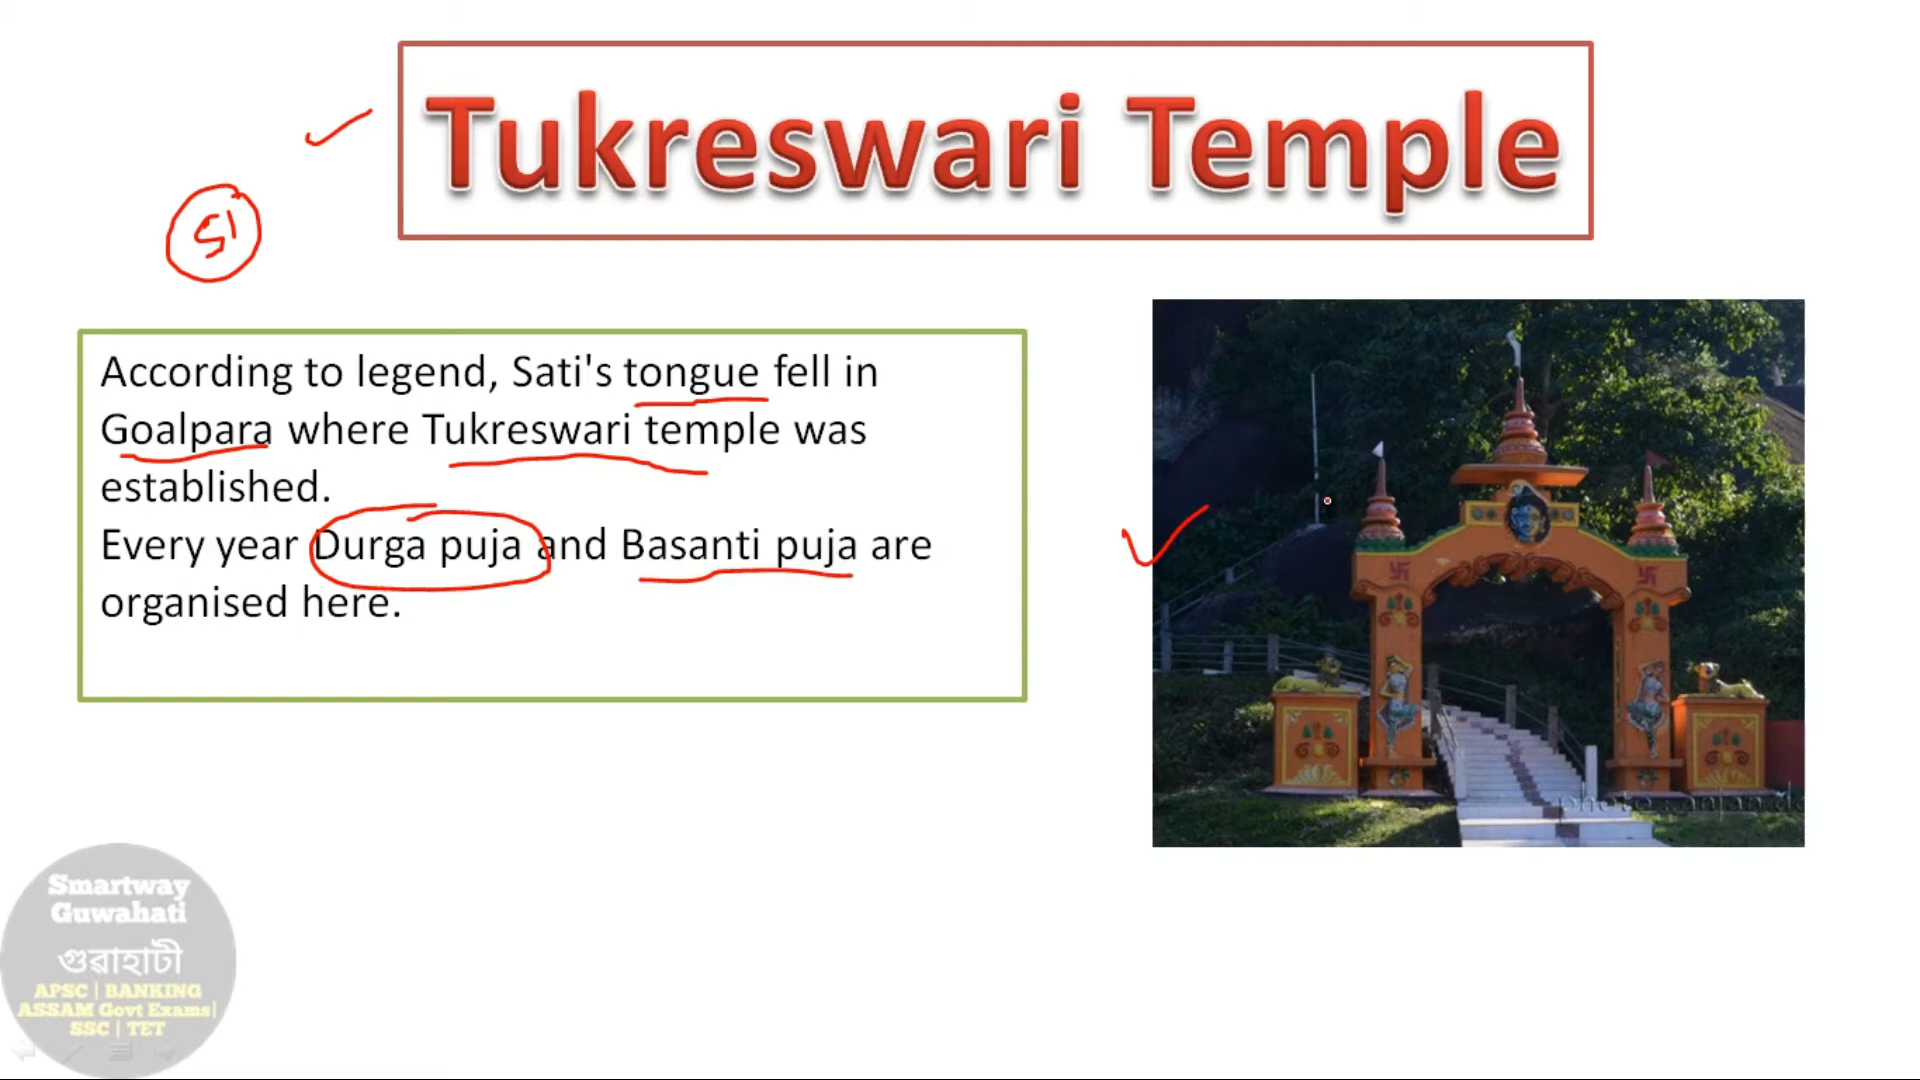 Tukreswari Temple
51
According to legend, Sati's tongue fell in
Goalpara where Tukreswari temple was
established.
Every year Durga puja and Basanti puja are
organised here.
Smartway
Guwahati
গুৱাহাটী
APSC | BANKING
ASSAM Govt Exams|
SSC | TET